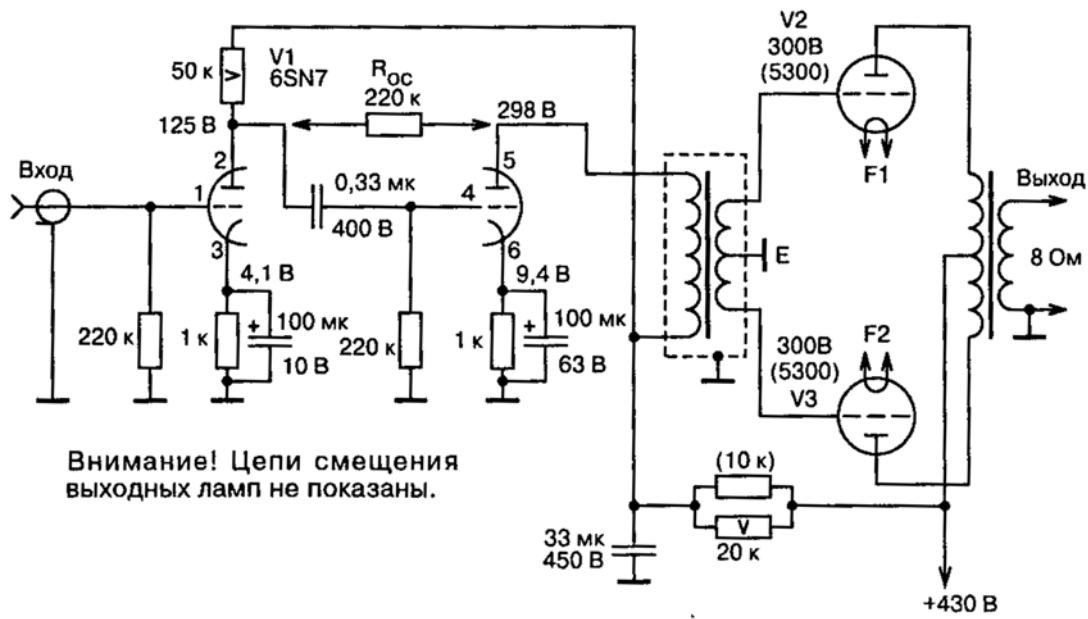 V2
300В
(5300)
50 к
V
V1
6SN7
R ос
220 к
125 В
298 В
F1
Вход
Выход
2
5
1
4
0,33 мк
400 В
3
6
E
8 Ом
4,1 В
9,4 В
220 к
1 к
+
100 мк
10 В
220 к
1 к
+
100 мк
63 В
F2
300В
(5300)
V3
Внимание! Цепи смещения
выходных ламп не показаны.
(10 к)
V
20 к
33 мк
450 В
+430 В